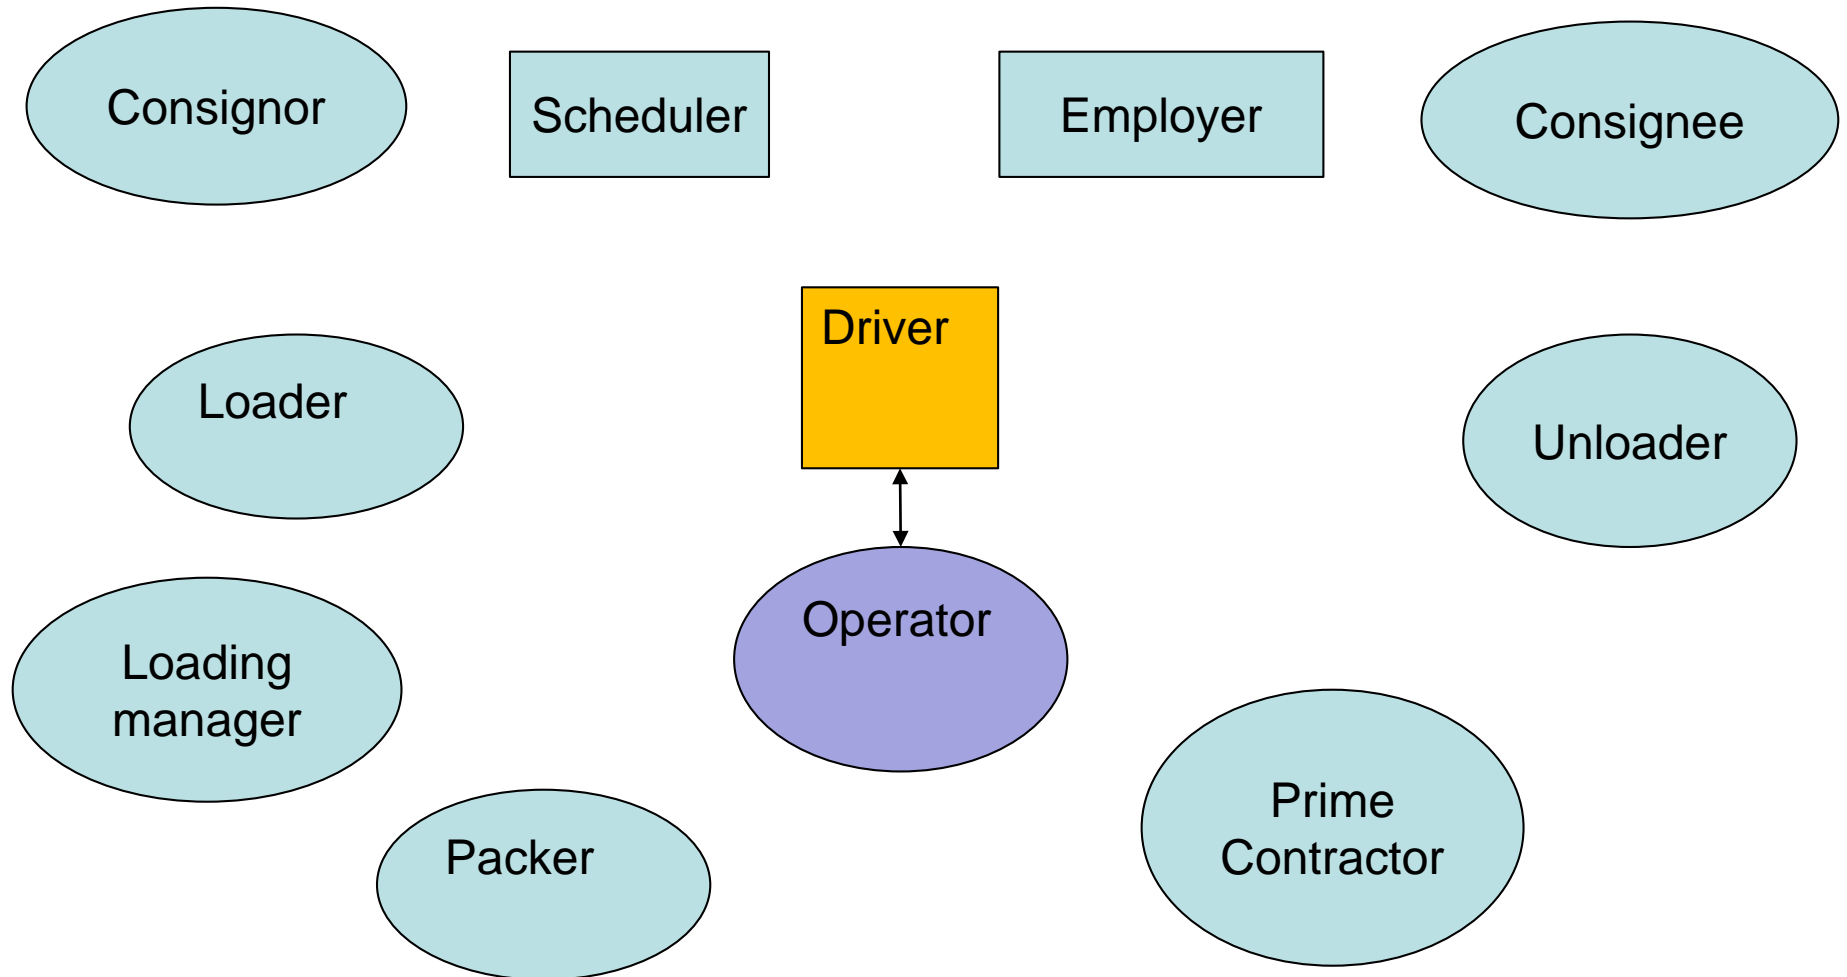 Consignor
Scheduler
Employer
Consignee
Driver
Loader
Unloader
Operator
Loading
manager
Prime
Contractor
Packer